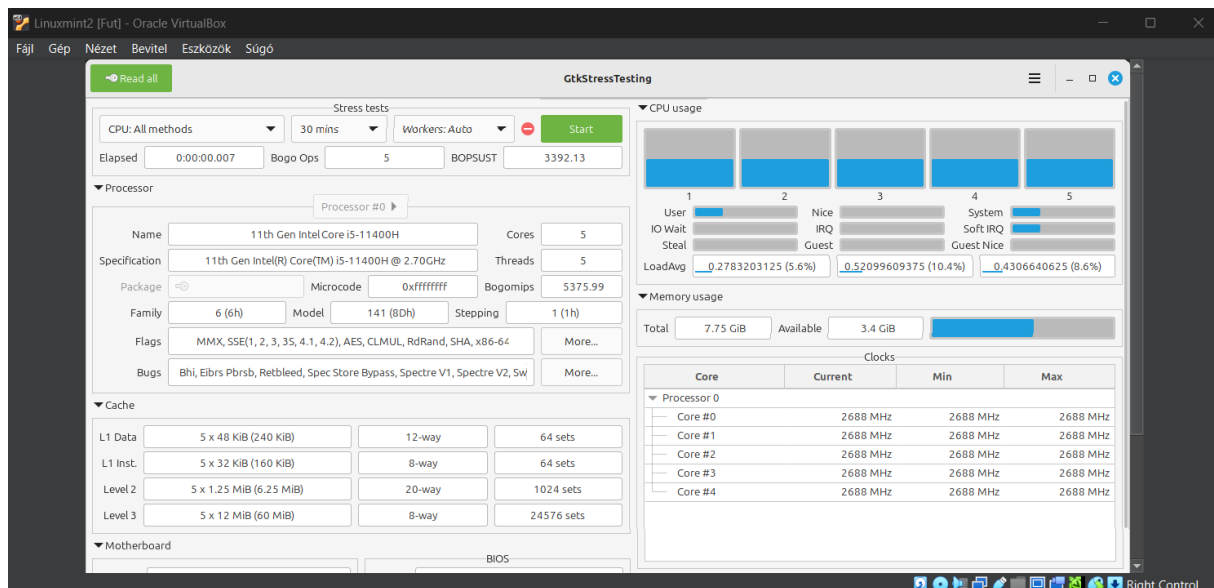 Linuxmint2 [Fut] - Oracle VirtualBox
Fájl Gép Nézet Bevitel Eszközök Súgó
Read all
GtkStressTesting
Stress tests
CPU: All methods 30 mins Workers: Auto Start
Elapsed 0:00:00.007 Bogo Ops 5 BOPSUST 3392.13
Processor
Processor #0
Name 11th Gen Intel Core i5-11400H Cores 5
Specification 11th Gen Intel(R) Core(TM) i5-11400H @ 2.70GHz Threads 5
Package Microcode 0xffffffff Bogomips 5375.99
Family 6 (6h) Model 141 (8Dh) Stepping 1 (1h)
Flags MMX, SSE(1, 2, 3, 3S, 4.1, 4.2), AES, CLMUL, RdRand, SHA, x86-64 More...
Bugs Bhi, Eibrs Pbrsb, Retbleed, Spec Store Bypass, Spectre V1, Spectre V2, Sw More...
Cache
L1 Data 5 x 48 KiB (240 KiB) 12-way 64 sets
L1 Inst. 5 x 32 KiB (160 KiB) 8-way 64 sets
Level 2 5 x 1.25 MiB (6.25 MiB) 20-way 1024 sets
Level 3 5 x 12 MiB (60 MiB) 8-way 24576 sets
Motherboard
BIOS
CPU usage
1 2 3 4 5
User Nice System
IO Wait IRQ Soft IRQ
Steal Guest Guest Nice
LoadAvg 0.2783203125 (5.6%) 0.52099609375 (10.4%) 0.4306640625 (8.6%)
Memory usage
Total 7.75 GiB Available 3.4 GiB
Clocks
Core Current Min Max
Processor 0
Core #0 2688 MHz 2688 MHz 2688 MHz
Core #1 2688 MHz 2688 MHz 2688 MHz
Core #2 2688 MHz 2688 MHz 2688 MHz
Core #3 2688 MHz 2688 MHz 2688 MHz
Core #4 2688 MHz 2688 MHz 2688 MHz
Right Control